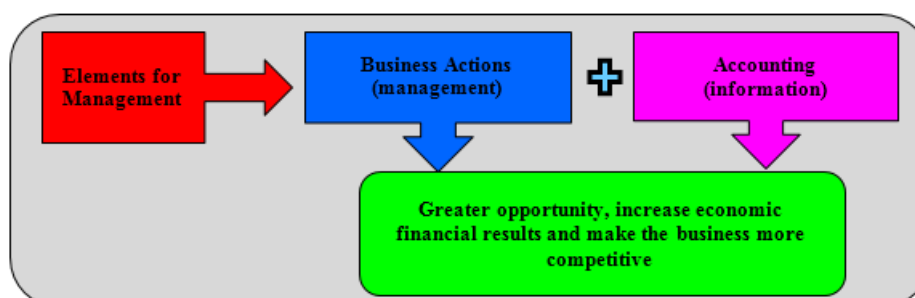 Elements for
Management
Business Actions
(management)
Accounting
(information)
Greater opportunity, increase economic
financial results and make the business more
competitive